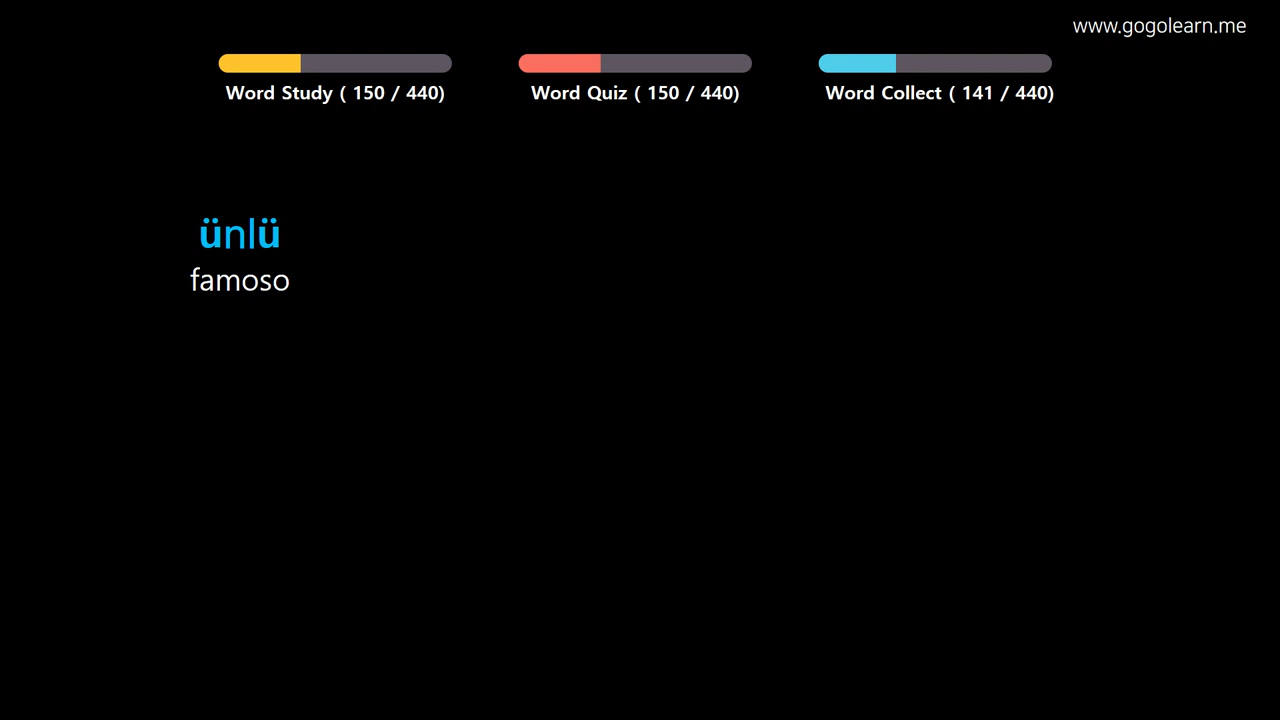 www.gogolearn.me
Word Study ( 150 / 440)
Word Quiz ( 150 / 440)
Word Collect ( 141 / 440)
ünlü
famoso